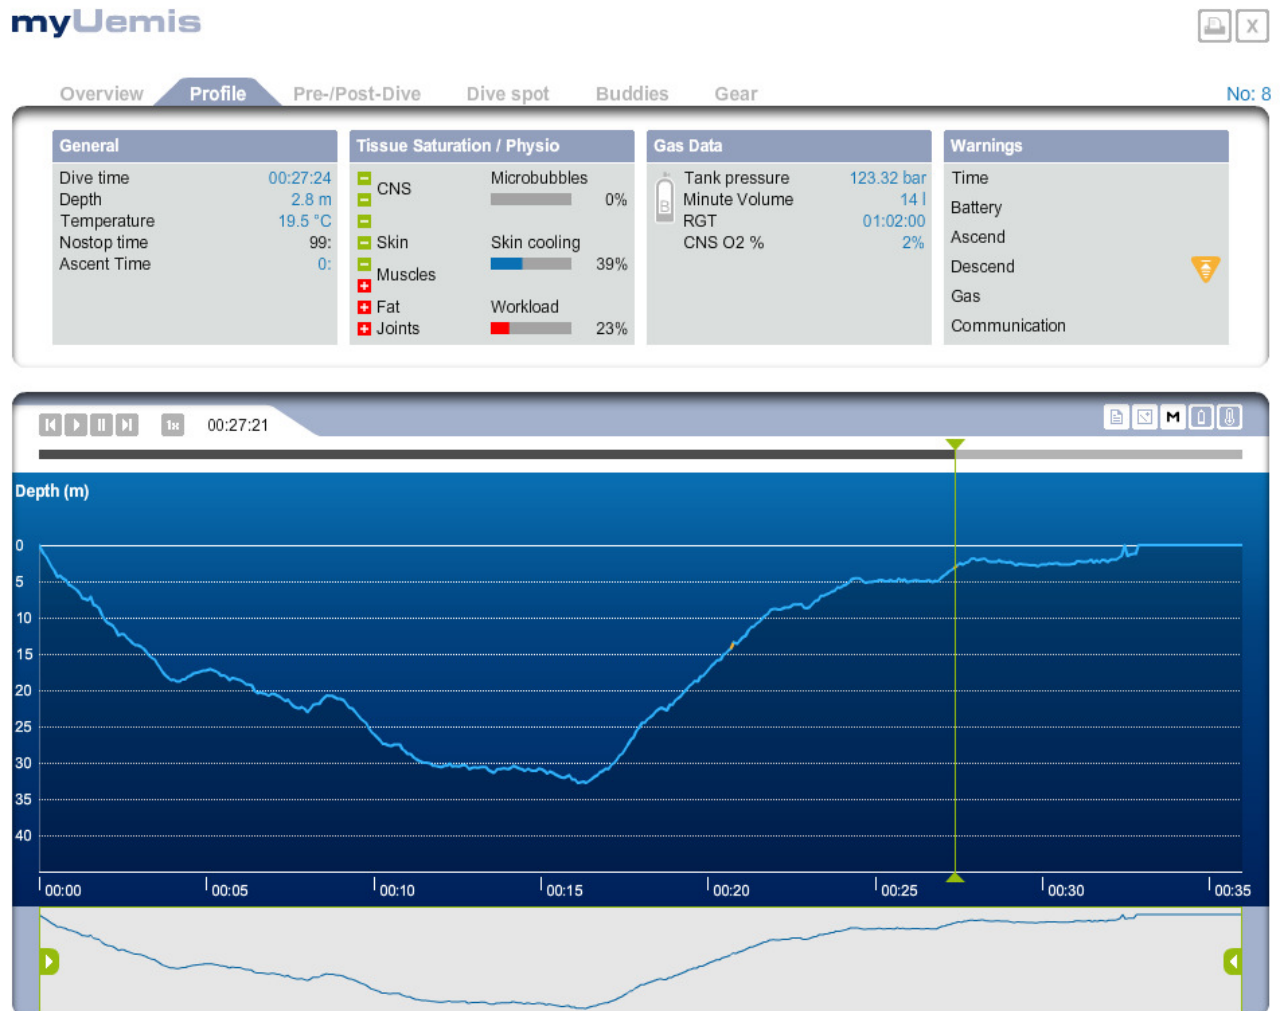 myUemis
X
Overview Profile Pre-/Post-Dive Dive spot Buddies Gear No: 8
General
Dive time 00:27:24
Depth 2.8 m
Temperature 19.5 °C
Nostop time 99:
Ascent Time 0:
Tissue Saturation / Physio
CNS
Skin
Muscles
Fat
Joints
Microbubbles
0%
Skin cooling
39%
Workload
23%
Gas Data
B
Tank pressure 123.32 bar
Minute Volume 14 l
RGT 01:02:00
CNS O2 % 2%
Warnings
Time
Battery
Ascend
Descend
Gas
Communication
1x 00:27:21 M
Depth (m)
0
5
10
15
20
25
30
35
40
00:00 00:05 00:10 00:15 00:20 00:25 00:30 00:35